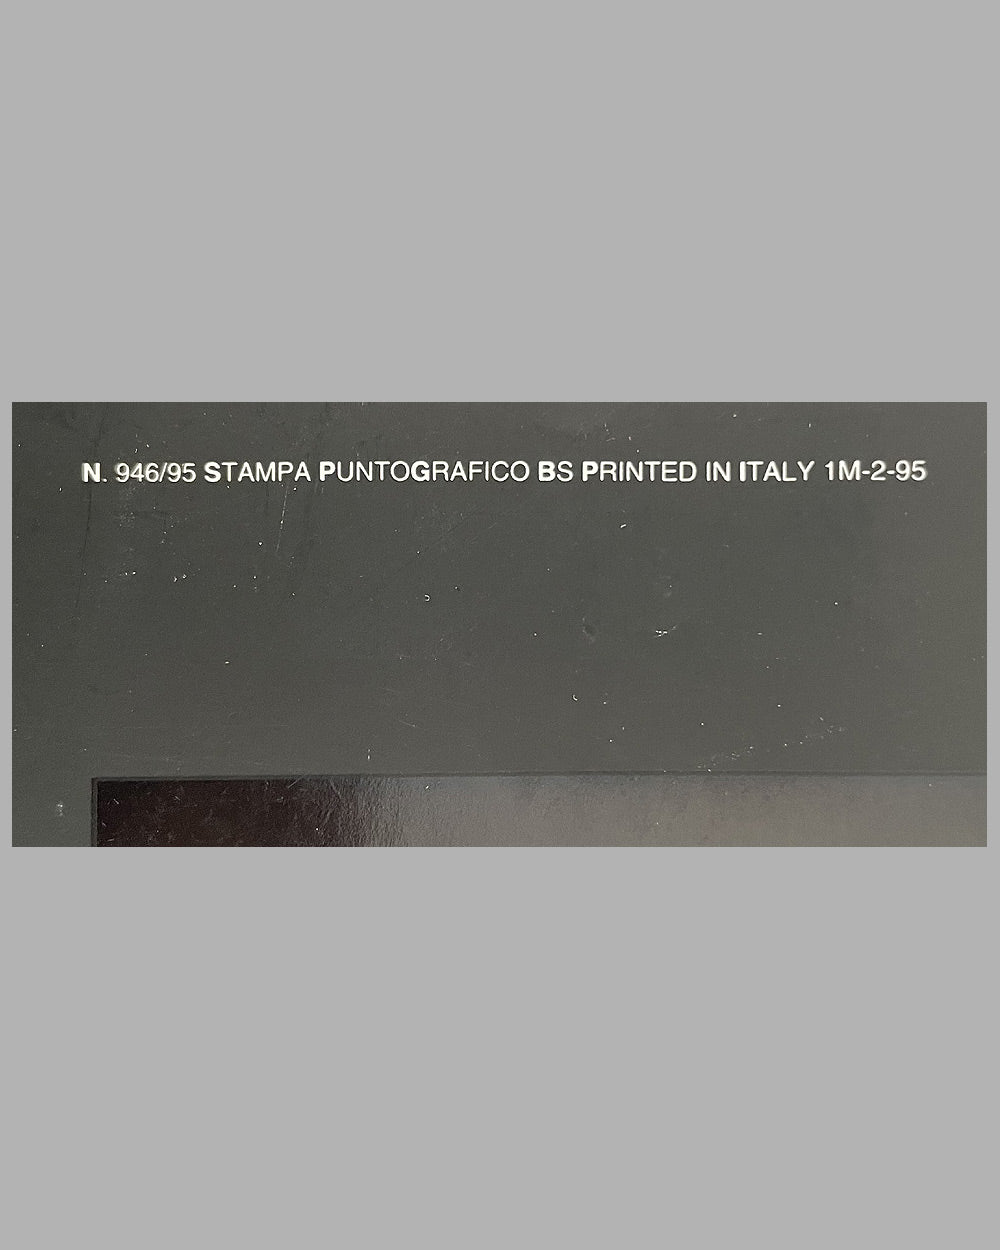 N. 946/95 STAMPA PUNTOGRAFICO BS PRINTED IN ITALY 1M-2-95